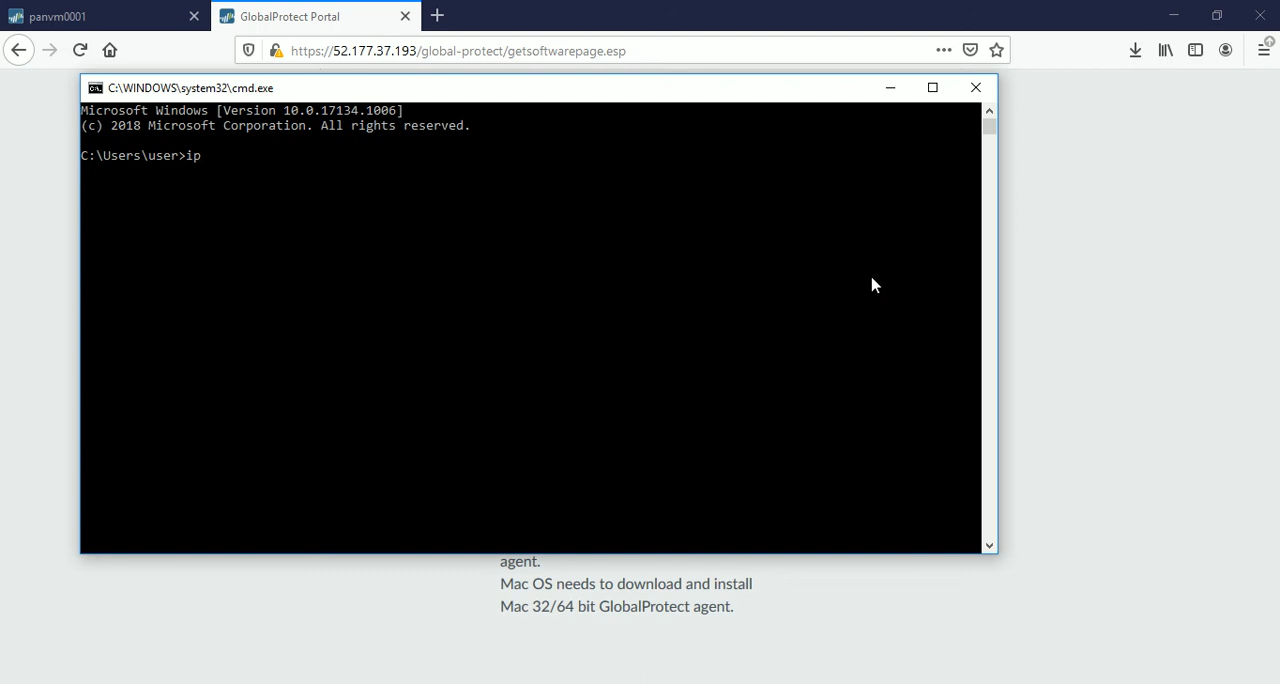 panvm0001
GlobalProtect Portal
https://52.177.37.193/global-protect/getsoftwarepage.esp
C:\WINDOWS\system32\cmd.exe
Microsoft Windows [Version 10.0.17134.1006]
(c) 2018 Microsoft Corporation. All rights reserved.
C:\Users\user>ip
agent.
Mac OS needs to download and install
Mac 32/64 bit GlobalProtect agent.